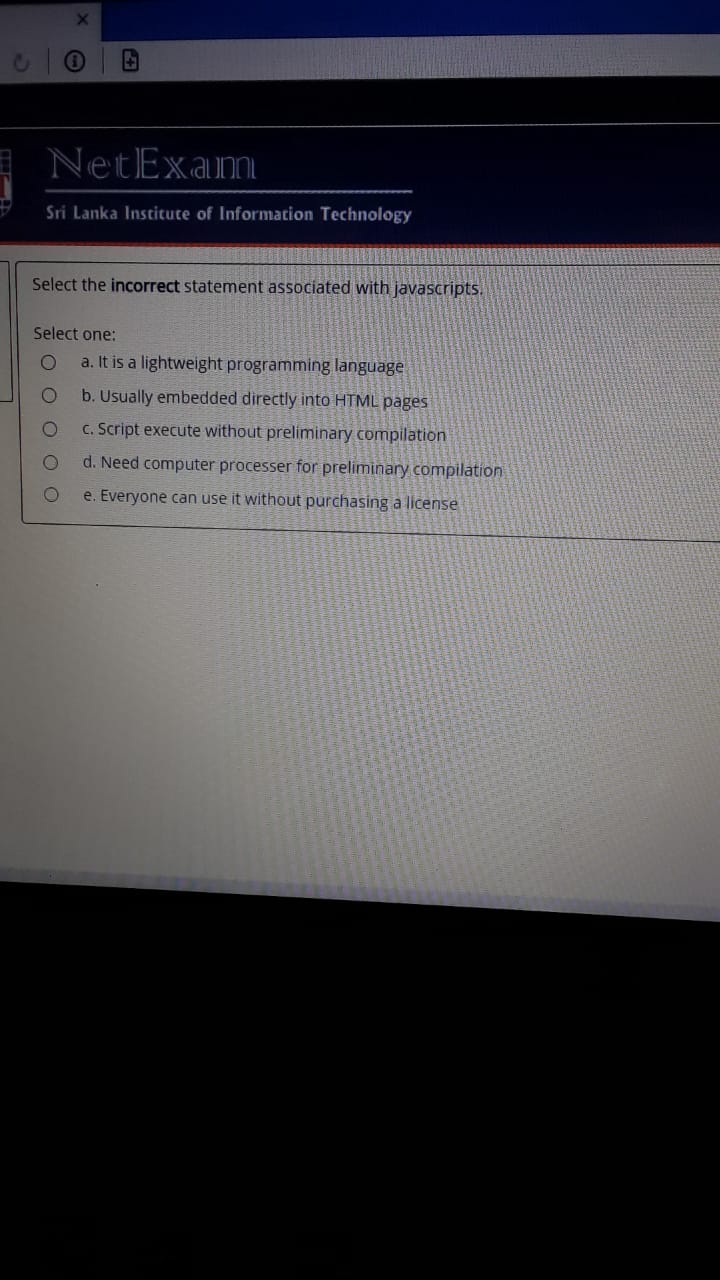 NetExam
Sri Lanka Institute of Information Technology
Select the incorrect statement associated with javascripts.
Select one:
a. It is a lightweight programming language
b. Usually embedded directly into HTML pages
c. Script execute without preliminary compilation
d. Need computer processer for preliminary compilation
e. Everyone can use it without purchasing a license